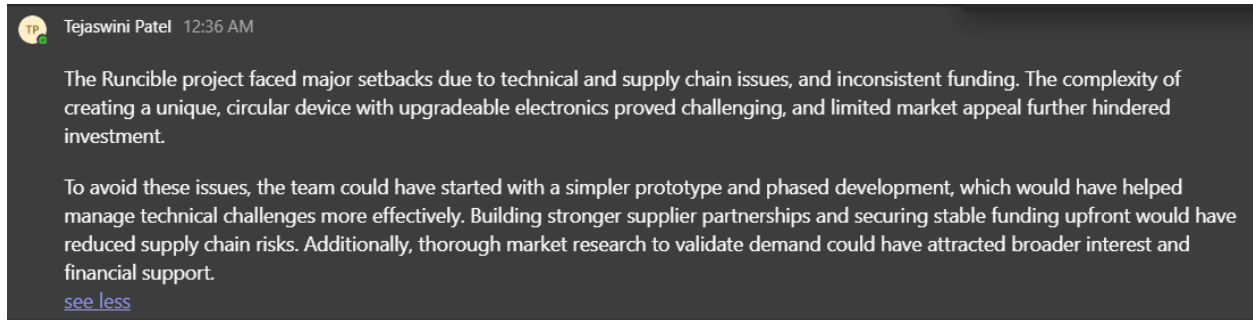 TP
Tejaswini Patel 12:36 AM
The Runcible project faced major setbacks due to technical and supply chain issues, and inconsistent funding. The complexity of
creating a unique, circular device with upgradeable electronics proved challenging, and limited market appeal further hindered
investment.
To avoid these issues, the team could have started with a simpler prototype and phased development, which would have helped
manage technical challenges more effectively. Building stronger supplier partnerships and securing stable funding upfront would have
reduced supply chain risks. Additionally, thorough market research to validate demand could have attracted broader interest and
financial support.
see less